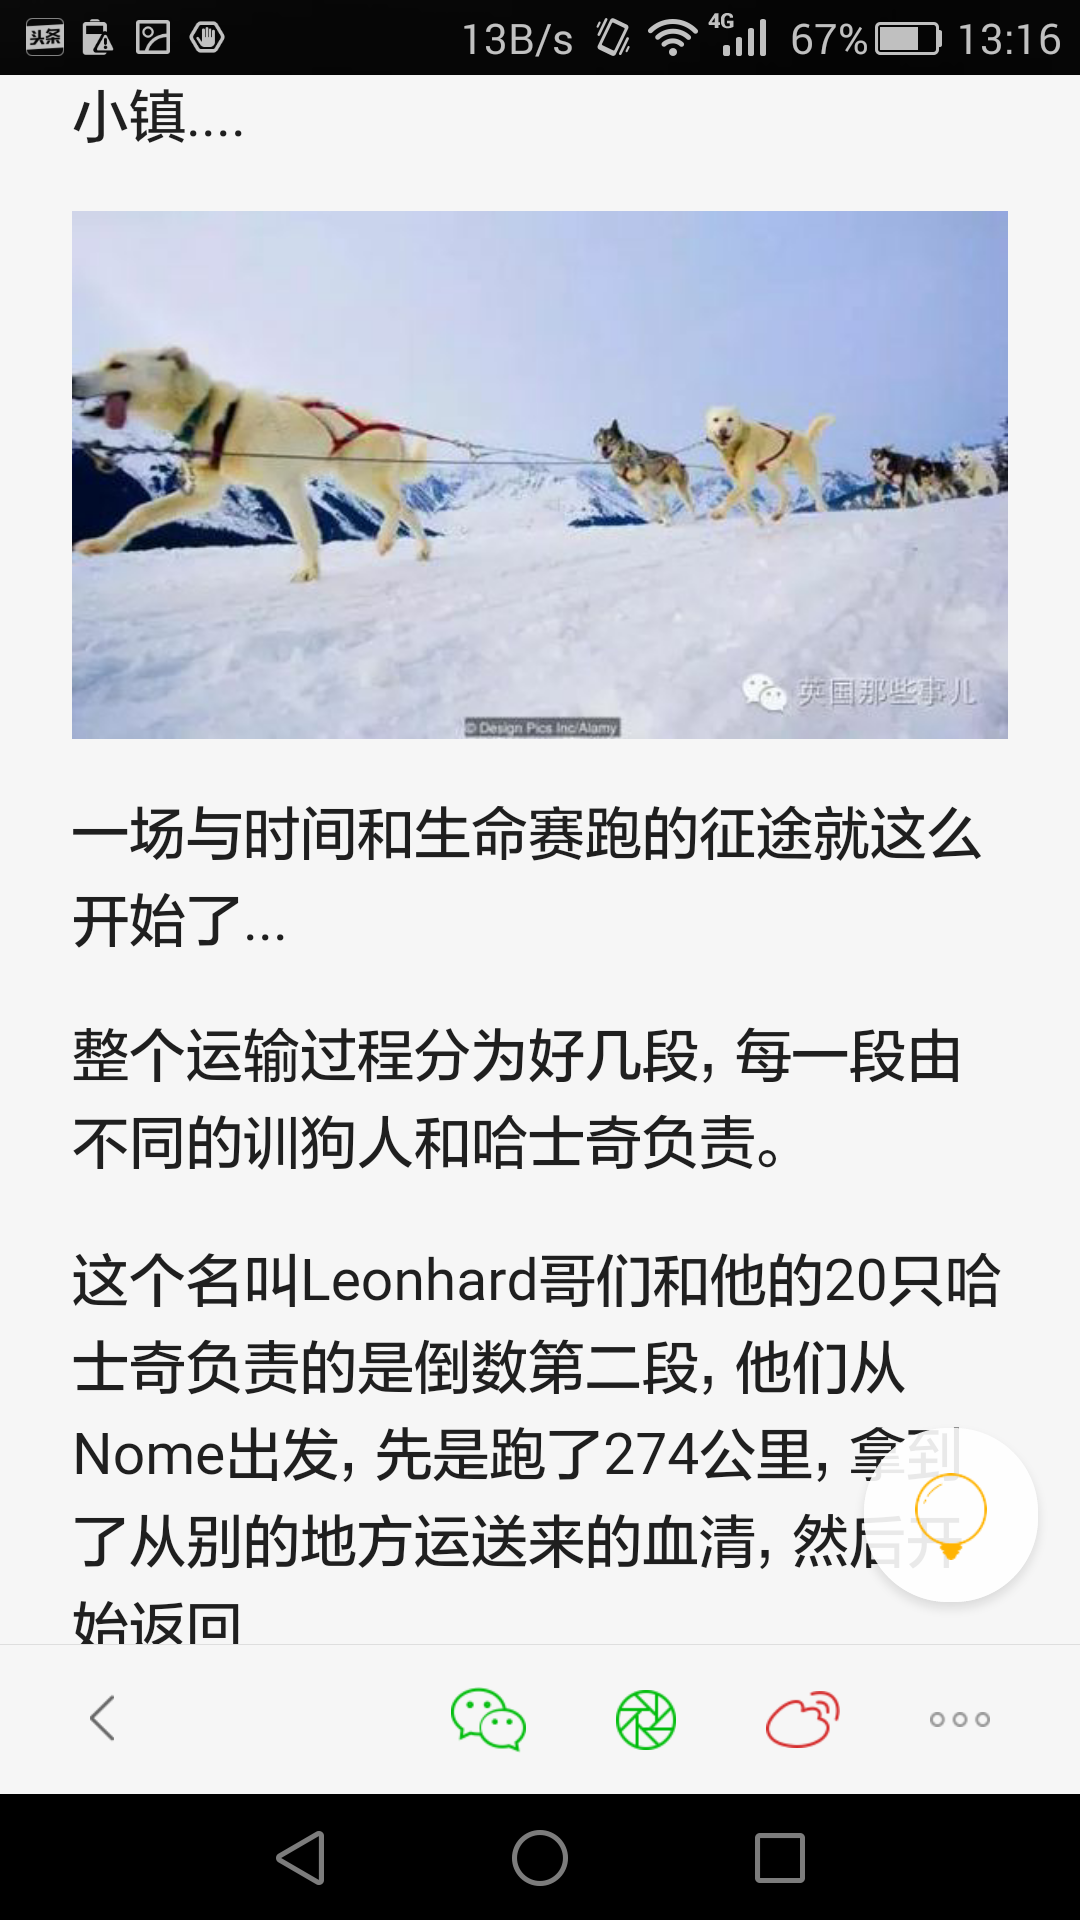 头条
13B/s 4G 67% 13:16
小镇....
英国那些事儿
© Design Pics Inc/Alamy
一场与时间和生命赛跑的征途就这么
开始了...
整个运输过程分为好几段，每一段由
不同的训狗人和哈士奇负责。
这个名叫Leonhard哥们和他的20只哈
士奇负责的是倒数第二段，他们从
Nome出发，先是跑了274公里，拿到
了从别的地方运送来的血清，然后开
始返回